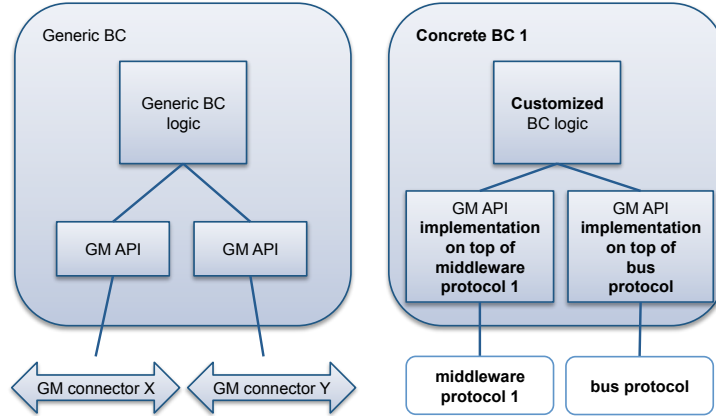 Generic BC
Generic BC
logic
GM API
GM API
GM connector X
GM connector Y
Concrete BC 1
Customized
BC logic
GM API
implementation
on top of
middleware
protocol 1
GM API
implementation
on top of
bus
protocol
middleware
protocol 1
bus protocol